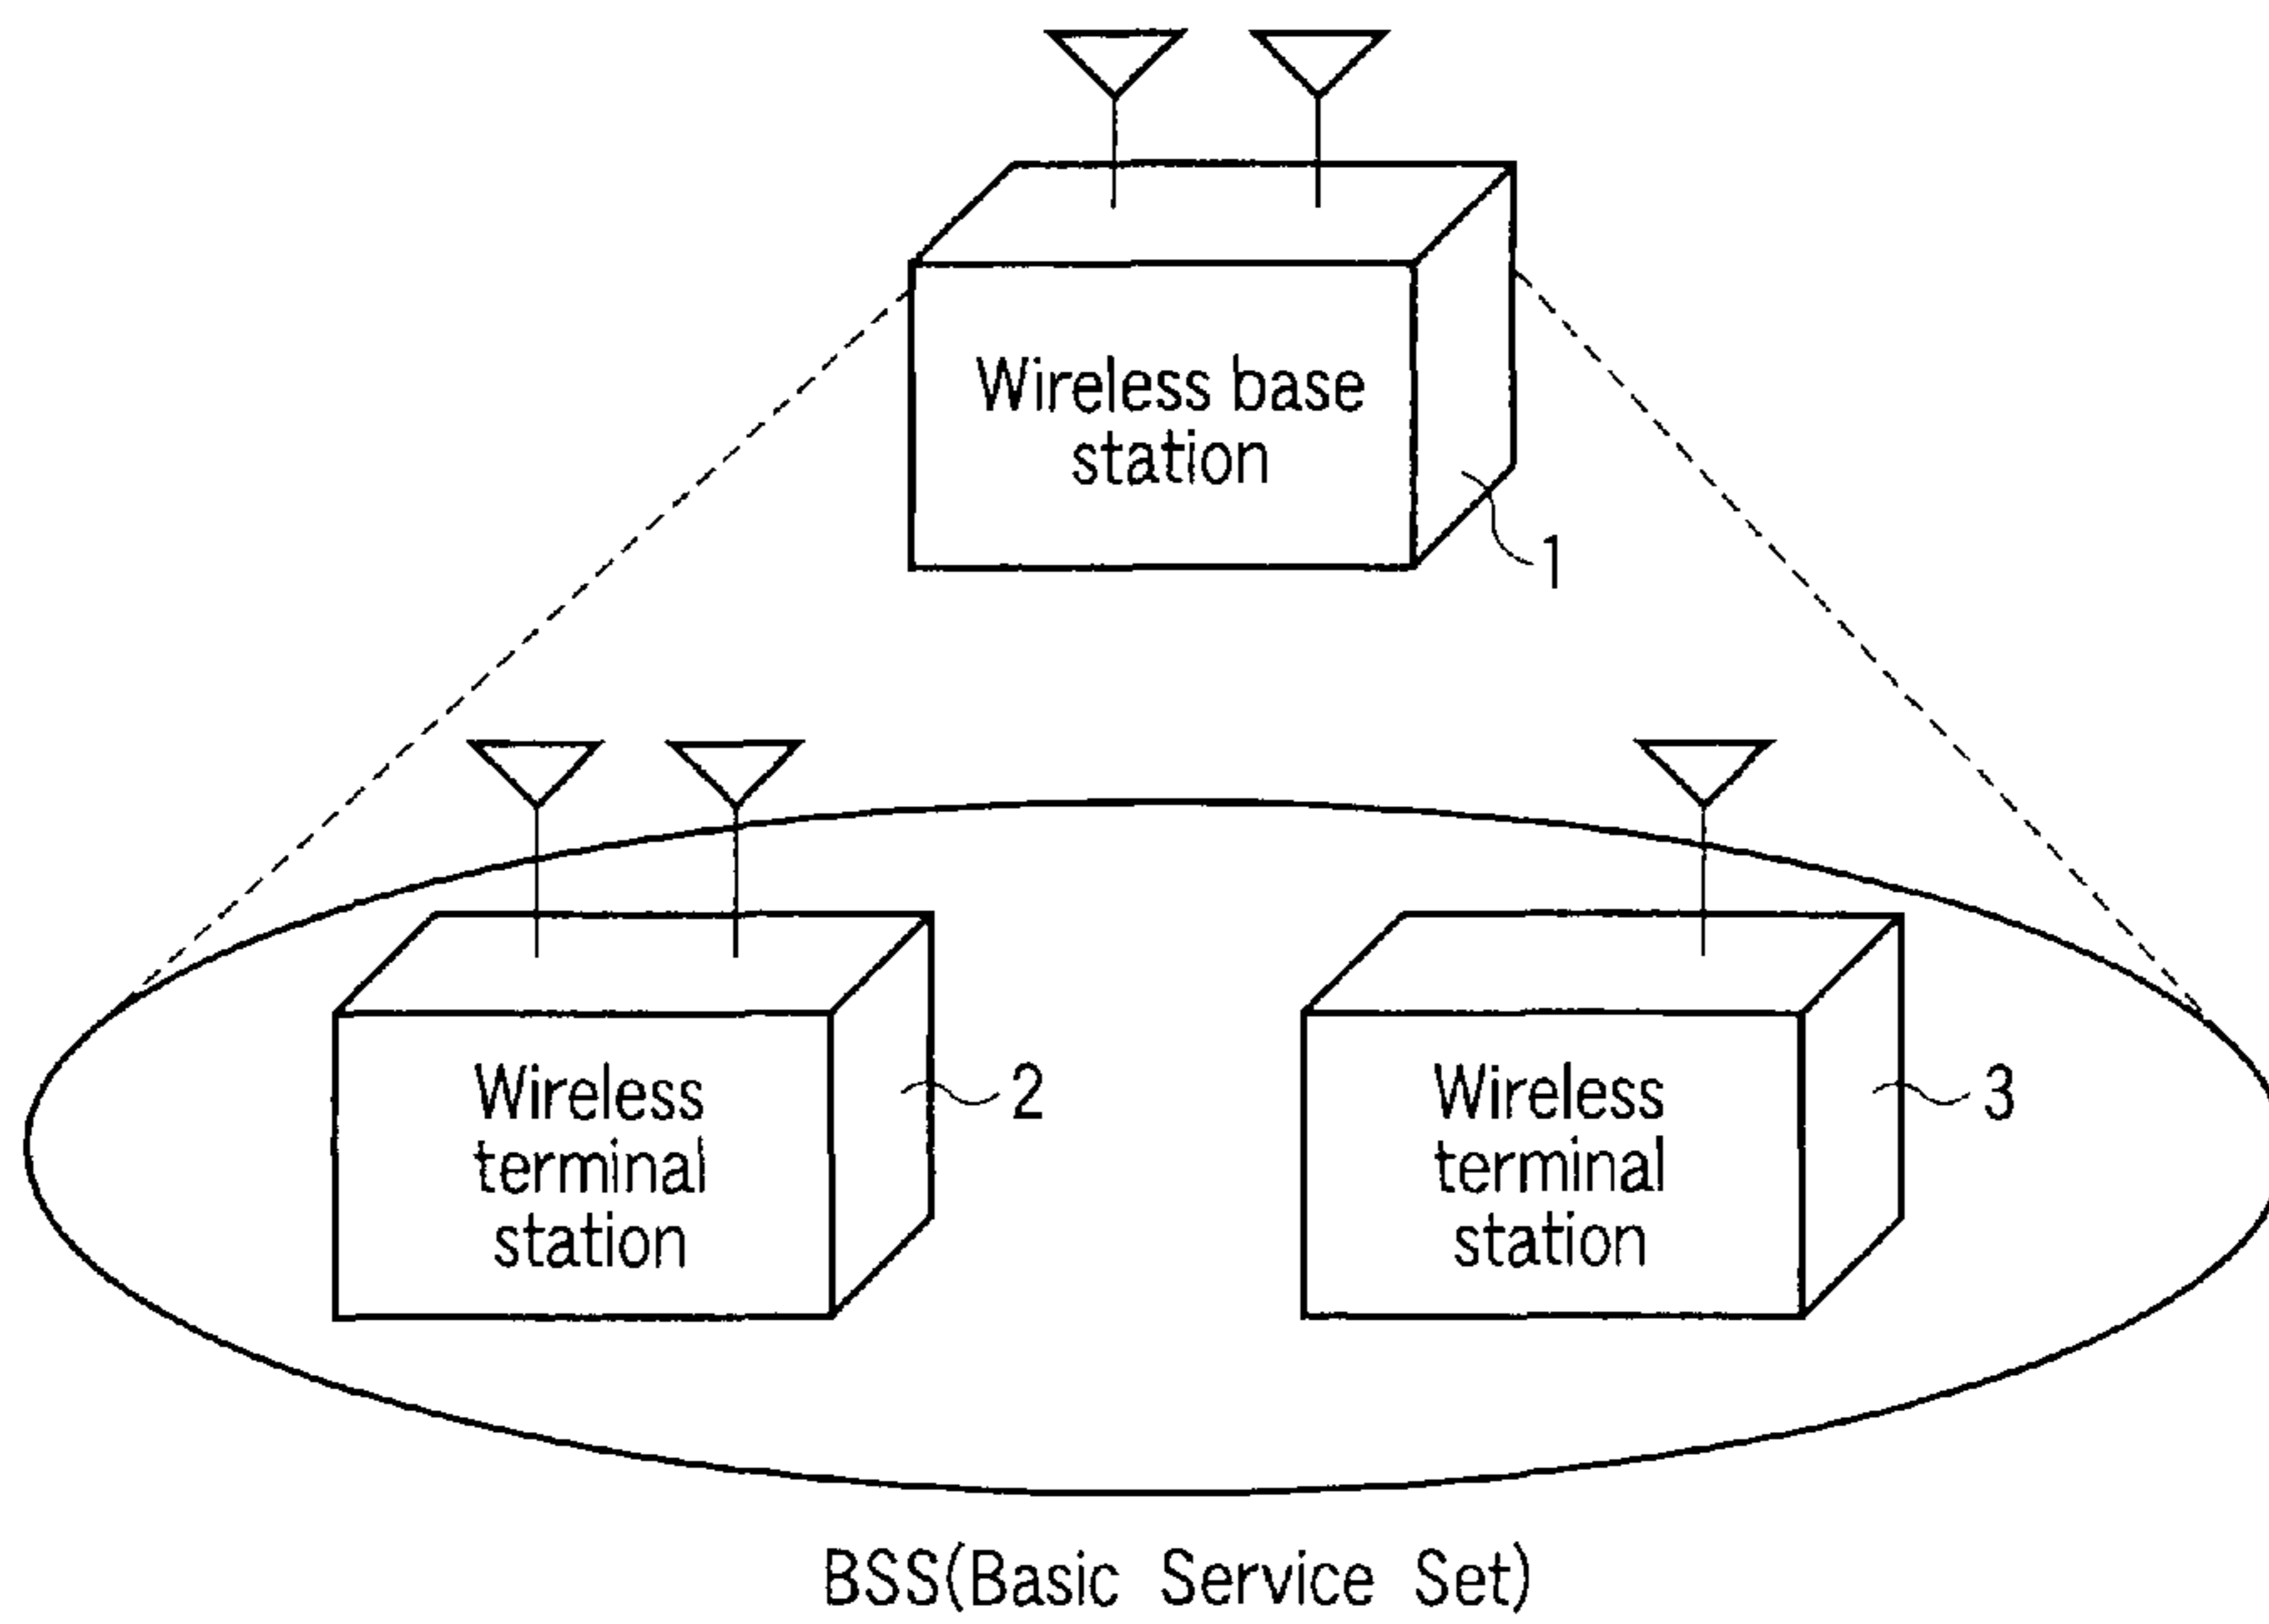 Wireless base
station
1
Wireless
terminal
station
2
Wireless
terminal
station
3
BSS(Basic Service Set)